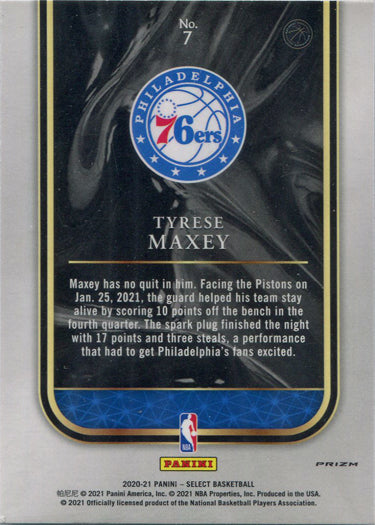 No.
7
PHILADELPHIA
76ers
TYRESE
MAXEY
Maxey has no quit in him. Facing the Pistons on
Jan. 25, 2021, the guard helped his team stay
alive by scoring 10 points off the bench in the
fourth quarter. The spark plug finished the night
with 17 points and three steals, a performance
that had to get Philadelphia's fans excited.
NBA
PANINI
PRIZM
2020-21 PANINI – SELECT BASKETBALL
帕尼尼 © 2021 Panini America, Inc. © 2021 NBA Properties, Inc. Produced in the USA.
© 2021 Officially licensed product of the National Basketball Players Association.